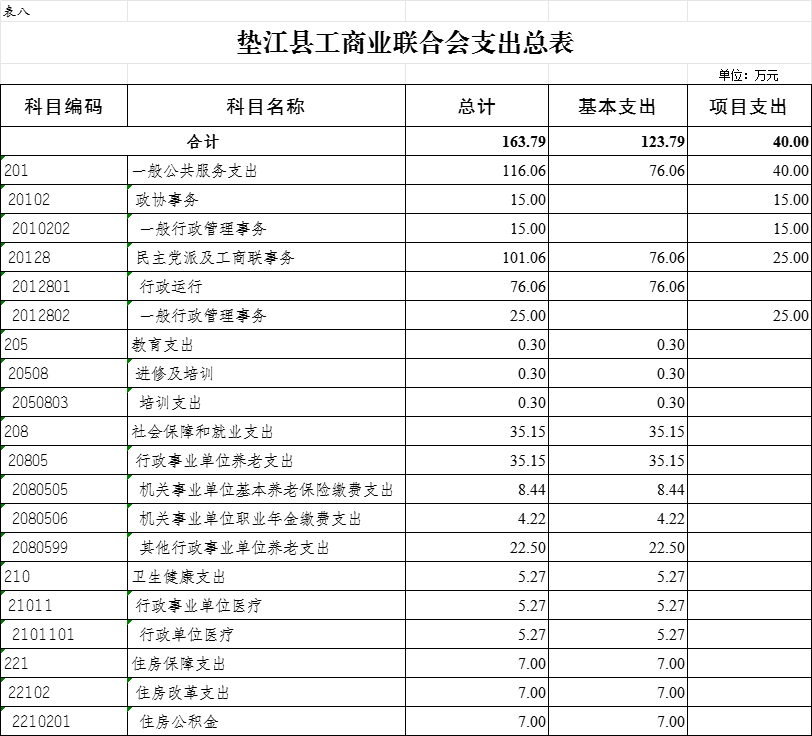 表八
垫江县工商业联合会支出总表
单位：万元
科目编码 科目名称 总计 基本支出 项目支出
合计 163.79 123.79 40.00
201 一般公共服务支出 116.06 76.06 40.00
20102 政协事务 15.00 15.00
2010202 一般行政管理事务 15.00 15.00
20128 民主党派及工商联事务 101.06 76.06 25.00
2012801 行政运行 76.06 76.06
2012802 一般行政管理事务 25.00 25.00
205 教育支出 0.30 0.30
20508 进修及培训 0.30 0.30
2050803 培训支出 0.30 0.30
208 社会保障和就业支出 35.15 35.15
20805 行政事业单位养老支出 35.15 35.15
2080505 机关事业单位基本养老保险缴费支出 8.44 8.44
2080506 机关事业单位职业年金缴费支出 4.22 4.22
2080599 其他行政事业单位养老支出 22.50 22.50
210 卫生健康支出 5.27 5.27
21011 行政事业单位医疗 5.27 5.27
2101101 行政单位医疗 5.27 5.27
221 住房保障支出 7.00 7.00
22102 住房改革支出 7.00 7.00
2210201 住房公积金 7.00 7.00